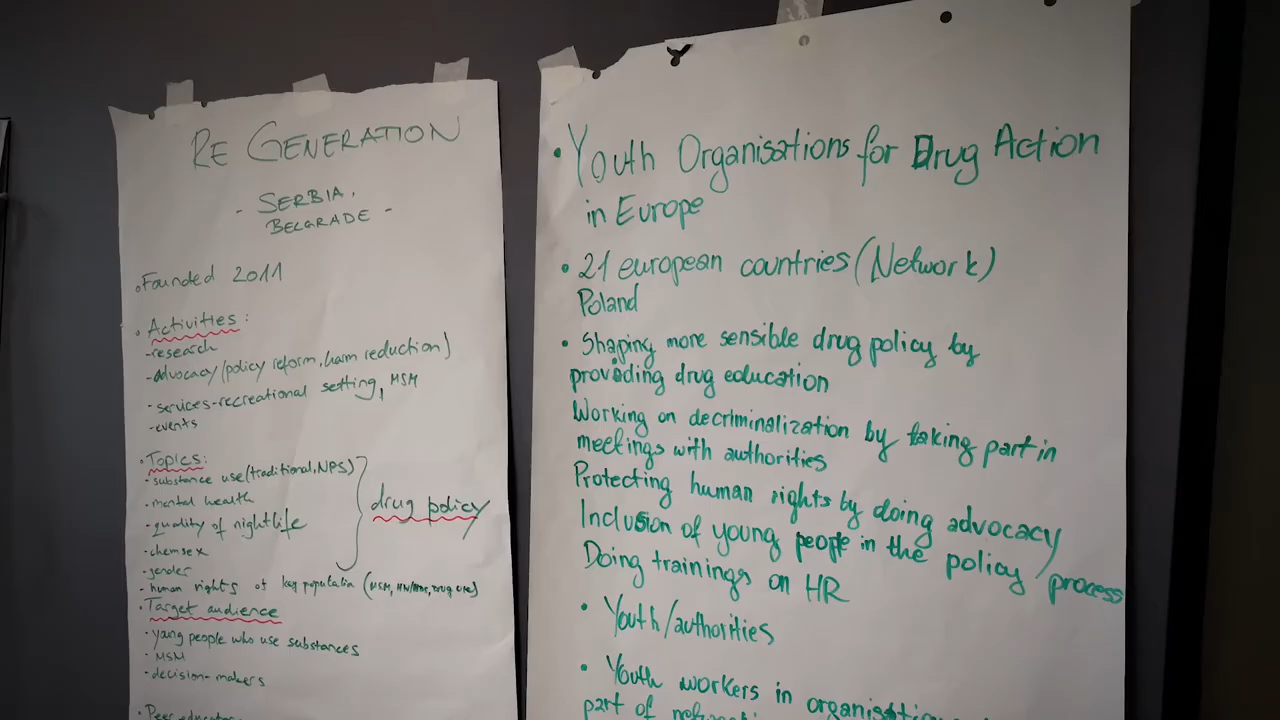 RE GENERATION
- SERBIA,
BELGRADE -
• Founded 2011
• Activities:
- research
- advocacy (policy reform, harm reduction)
- services - recreational setting, MSM
- events
• Topics:
- substance use (traditional, NPS)
- mental health
- quality of nightlife
- chemsex
- gender
drug policy
- human rights of key populatia (MSM,
• Target audience
- young people who use substances
- MSM
- decision-makers
• Youth Organisations for Drug Action
in Europe
• 21 european countries (Network)
Poland
• Shaping more sensible drug policy by
providing drug education
Working on decriminalization by taking part in
meetings with authorities
Protecting human rights by doing advocacy
Inclusion of young people in the policy process
Doing trainings on HR
• Youth/authorities
• Youth workers in
part of